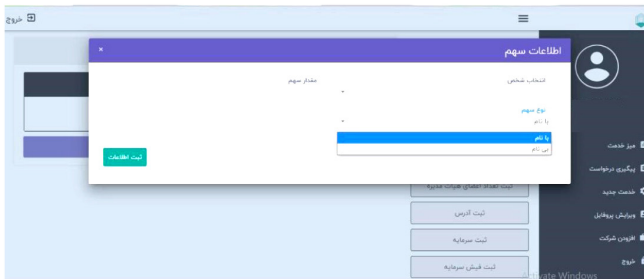 خروج
اطلاعات سهم
×
انتخاب شخص
مقدار سهم
نوع سهم
با نام
با نام
بی نام
ثبت اطلاعات
میز خدمت
پیگیری درخواست
خدمت جدید
ویرایش پروفایل
افزودن شرکت
خروج
ثبت تعداد اعضای هیات مدیره
ثبت آدرس
ثبت سرمایه
ثبت فیش سرمایه
Activate Windows